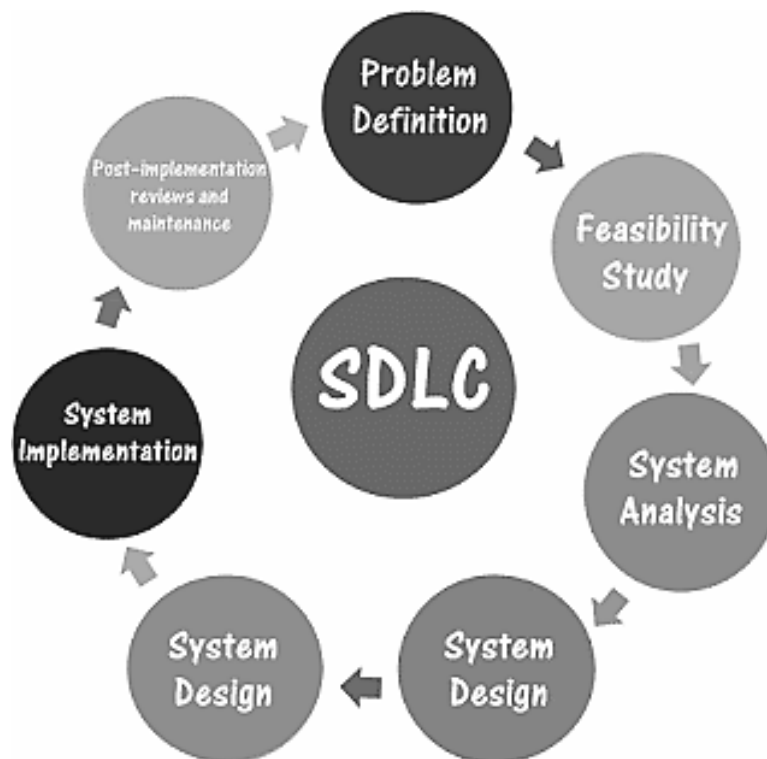 Problem
Definition
Feasibility
Study
System
Analysis
System
Design
System
Design
System
Implementation
Post-implementation
reviews and
maintenance
SDLC